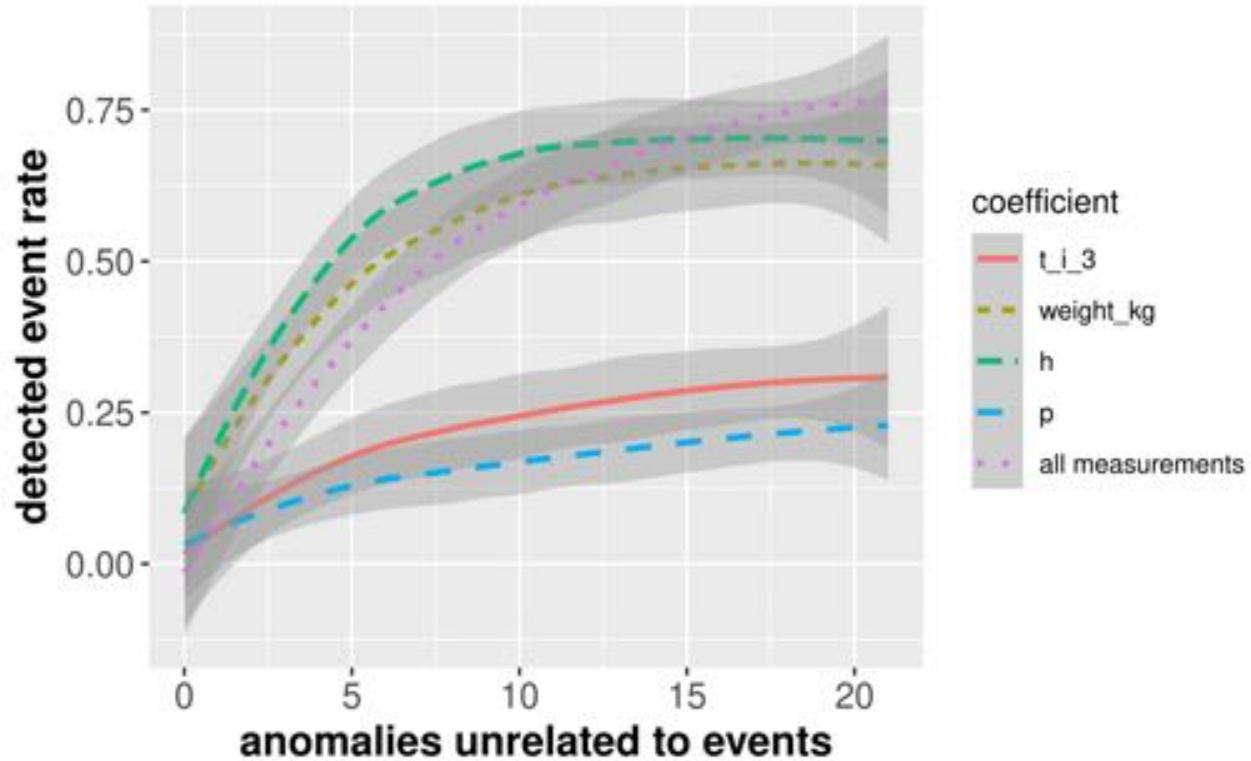 detected event rate
0.75
0.50
0.25
0.00
0 5 10 15 20
anomalies unrelated to events
coefficient
t_i_3
weight_kg
h
p
all measurements